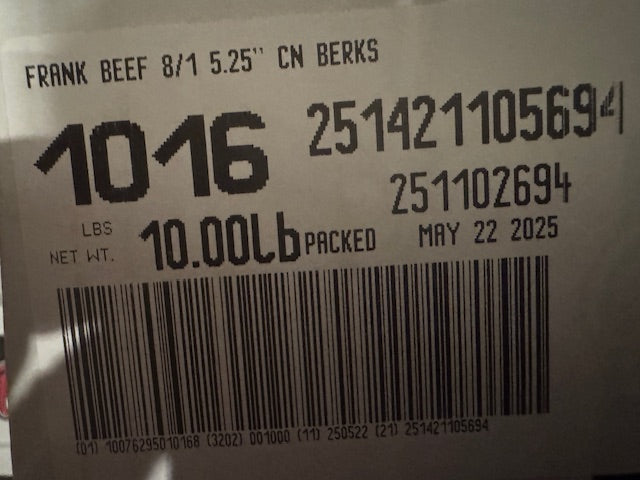 FRANK BEEF 8/1 5.25" CN BERKS
1016 251421105694
251102694
LBS
NET WT. 10.00lb PACKED MAY 22 2025
(01) 10076295010168 (3202) 001000 (11) 250522 (21) 251421105694